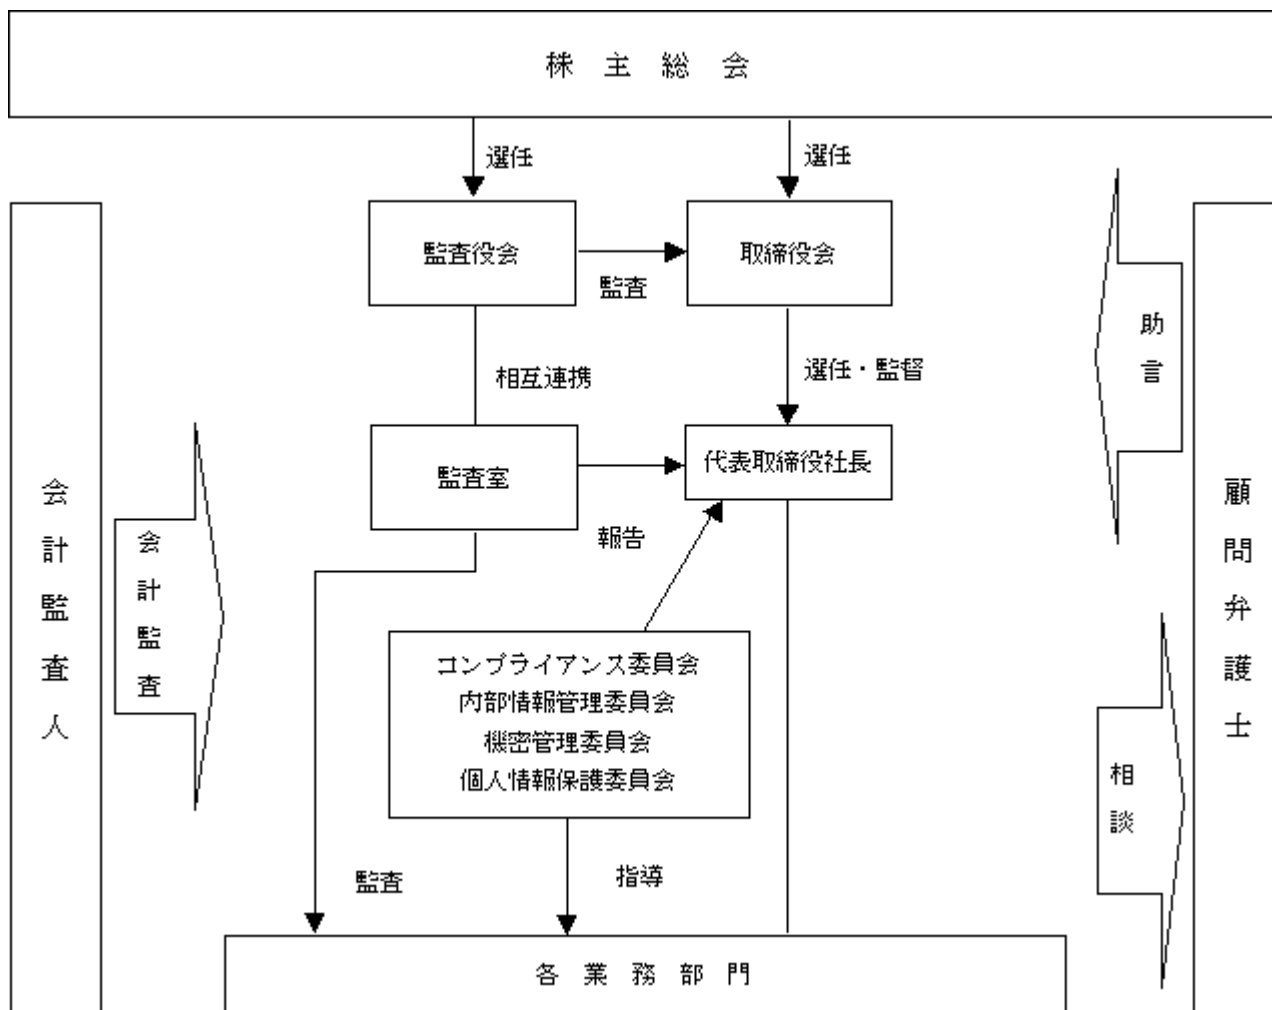 株主総会
選任
選任
監査役会
取締役会
監査
相互連携
選任・監督
助言
監査室
代表取締役社長
報告
会計監査人
会計監査
顧問弁護士
コンプライアンス委員会
内部情報管理委員会
機密管理委員会
個人情報保護委員会
相談
監査
指導
各業務部門